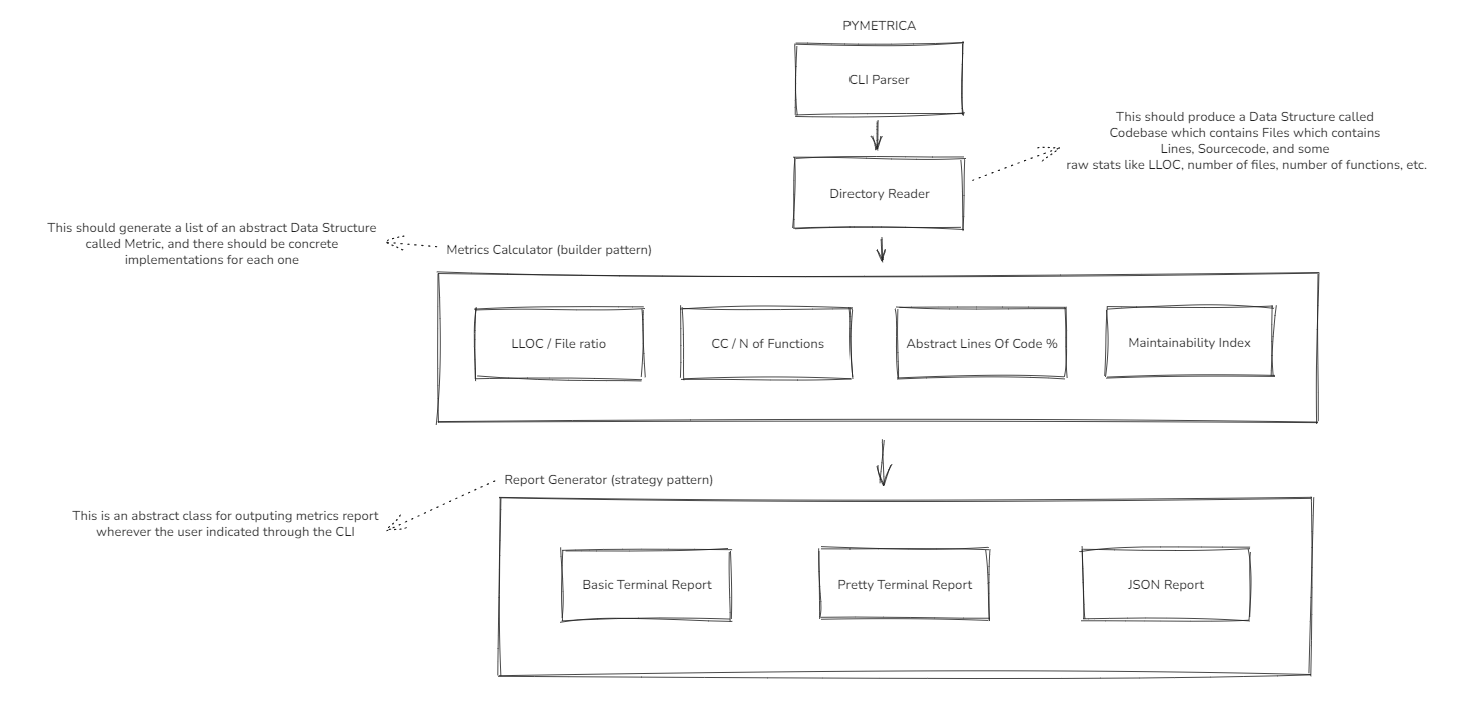 PYMETRICA
CLI Parser
This should produce a Data Structure called
Codebase which contains Files which contains
Lines, Sourcecode, and some
raw stats like LLOC, number of files, number of functions, etc.
Directory Reader
This should generate a list of an abstract Data Structure
called Metric, and there should be concrete
implementations for each one
Metrics Calculator (builder pattern)
LLOC / File ratio
CC / N of Functions
Abstract Lines Of Code %
Maintainability Index
Report Generator (strategy pattern)
This is an abstract class for outputing metrics report
wherever the user indicated through the CLI
Basic Terminal Report
Pretty Terminal Report
JSON Report